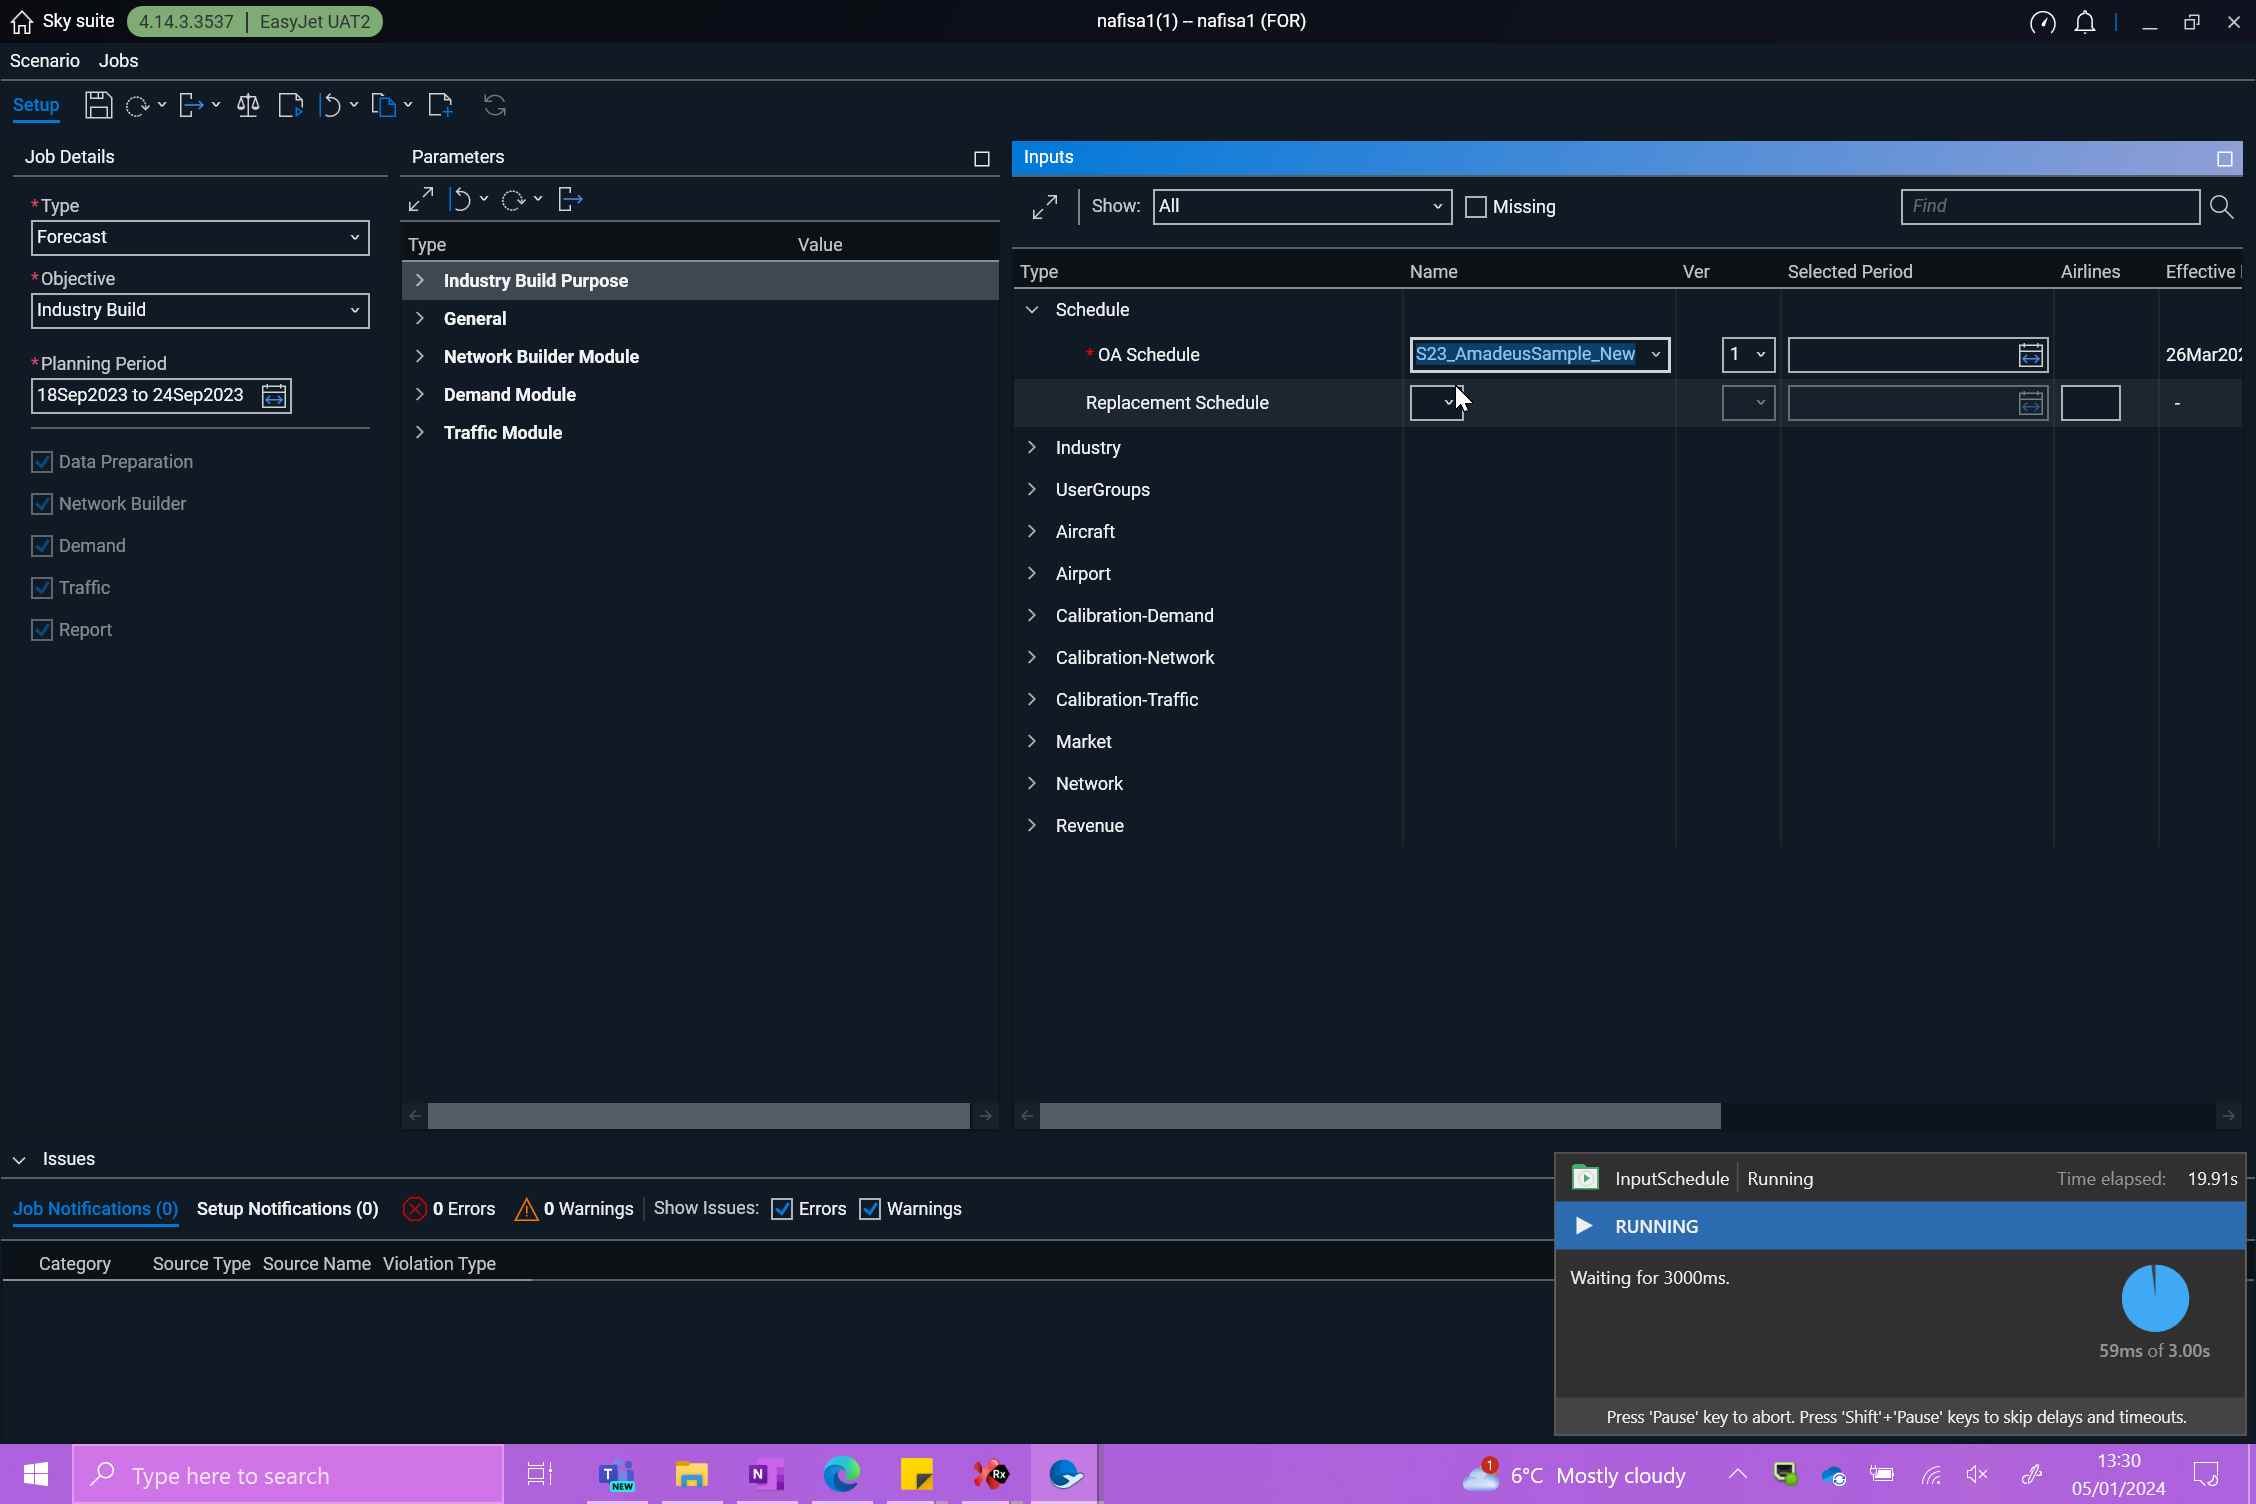 Sky suite 4.14.3.3537 | EasyJet UAT2 nafisa1(1) – nafisa1 (FOR)
Scenario Jobs
Setup
Job Details
*Type
Forecast
*Objective
Industry Build
*Planning Period
18Sep2023 to 24Sep2023
Data Preparation
Network Builder
Demand
Traffic
Report
Parameters
Type Value
Industry Build Purpose
General
Network Builder Module
Demand Module
Traffic Module
Inputs
Show: All Missing Find
Type Name Ver Selected Period Airlines Effective
Schedule
* OA Schedule S23_AmadeusSample_New 1 26Mar202
Replacement Schedule -
Industry
UserGroups
Aircraft
Airport
Calibration-Demand
Calibration-Network
Calibration-Traffic
Market
Network
Revenue
Issues
Job Notifications (0) Setup Notifications (0) 0 Errors 0 Warnings Show Issues: Errors Warnings
Category Source Type Source Name Violation Type
InputSchedule | Running Time elapsed: 19.91s
RUNNING
Waiting for 3000ms.
59ms of 3.00s
Press 'Pause' key to abort. Press 'Shift'+'Pause' keys to skip delays and timeouts.
Type here to search
T
NEW
N
Rx
1
6°C Mostly cloudy
13:30
05/01/2024